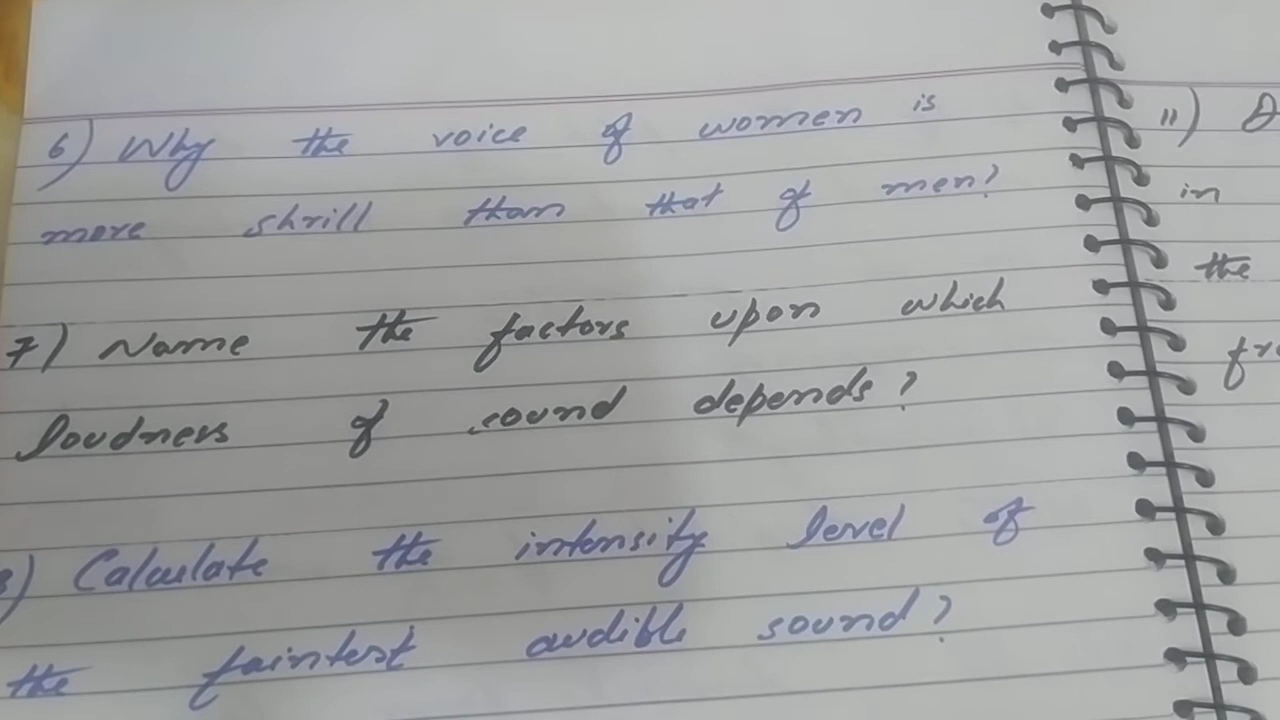 6) Why the voice of women is
more shrill than that of men?
7) Name the factors upon which
loudness of sound depends?
8) Calculate the intensity level of
the faintest audible sound?
11)
in
the